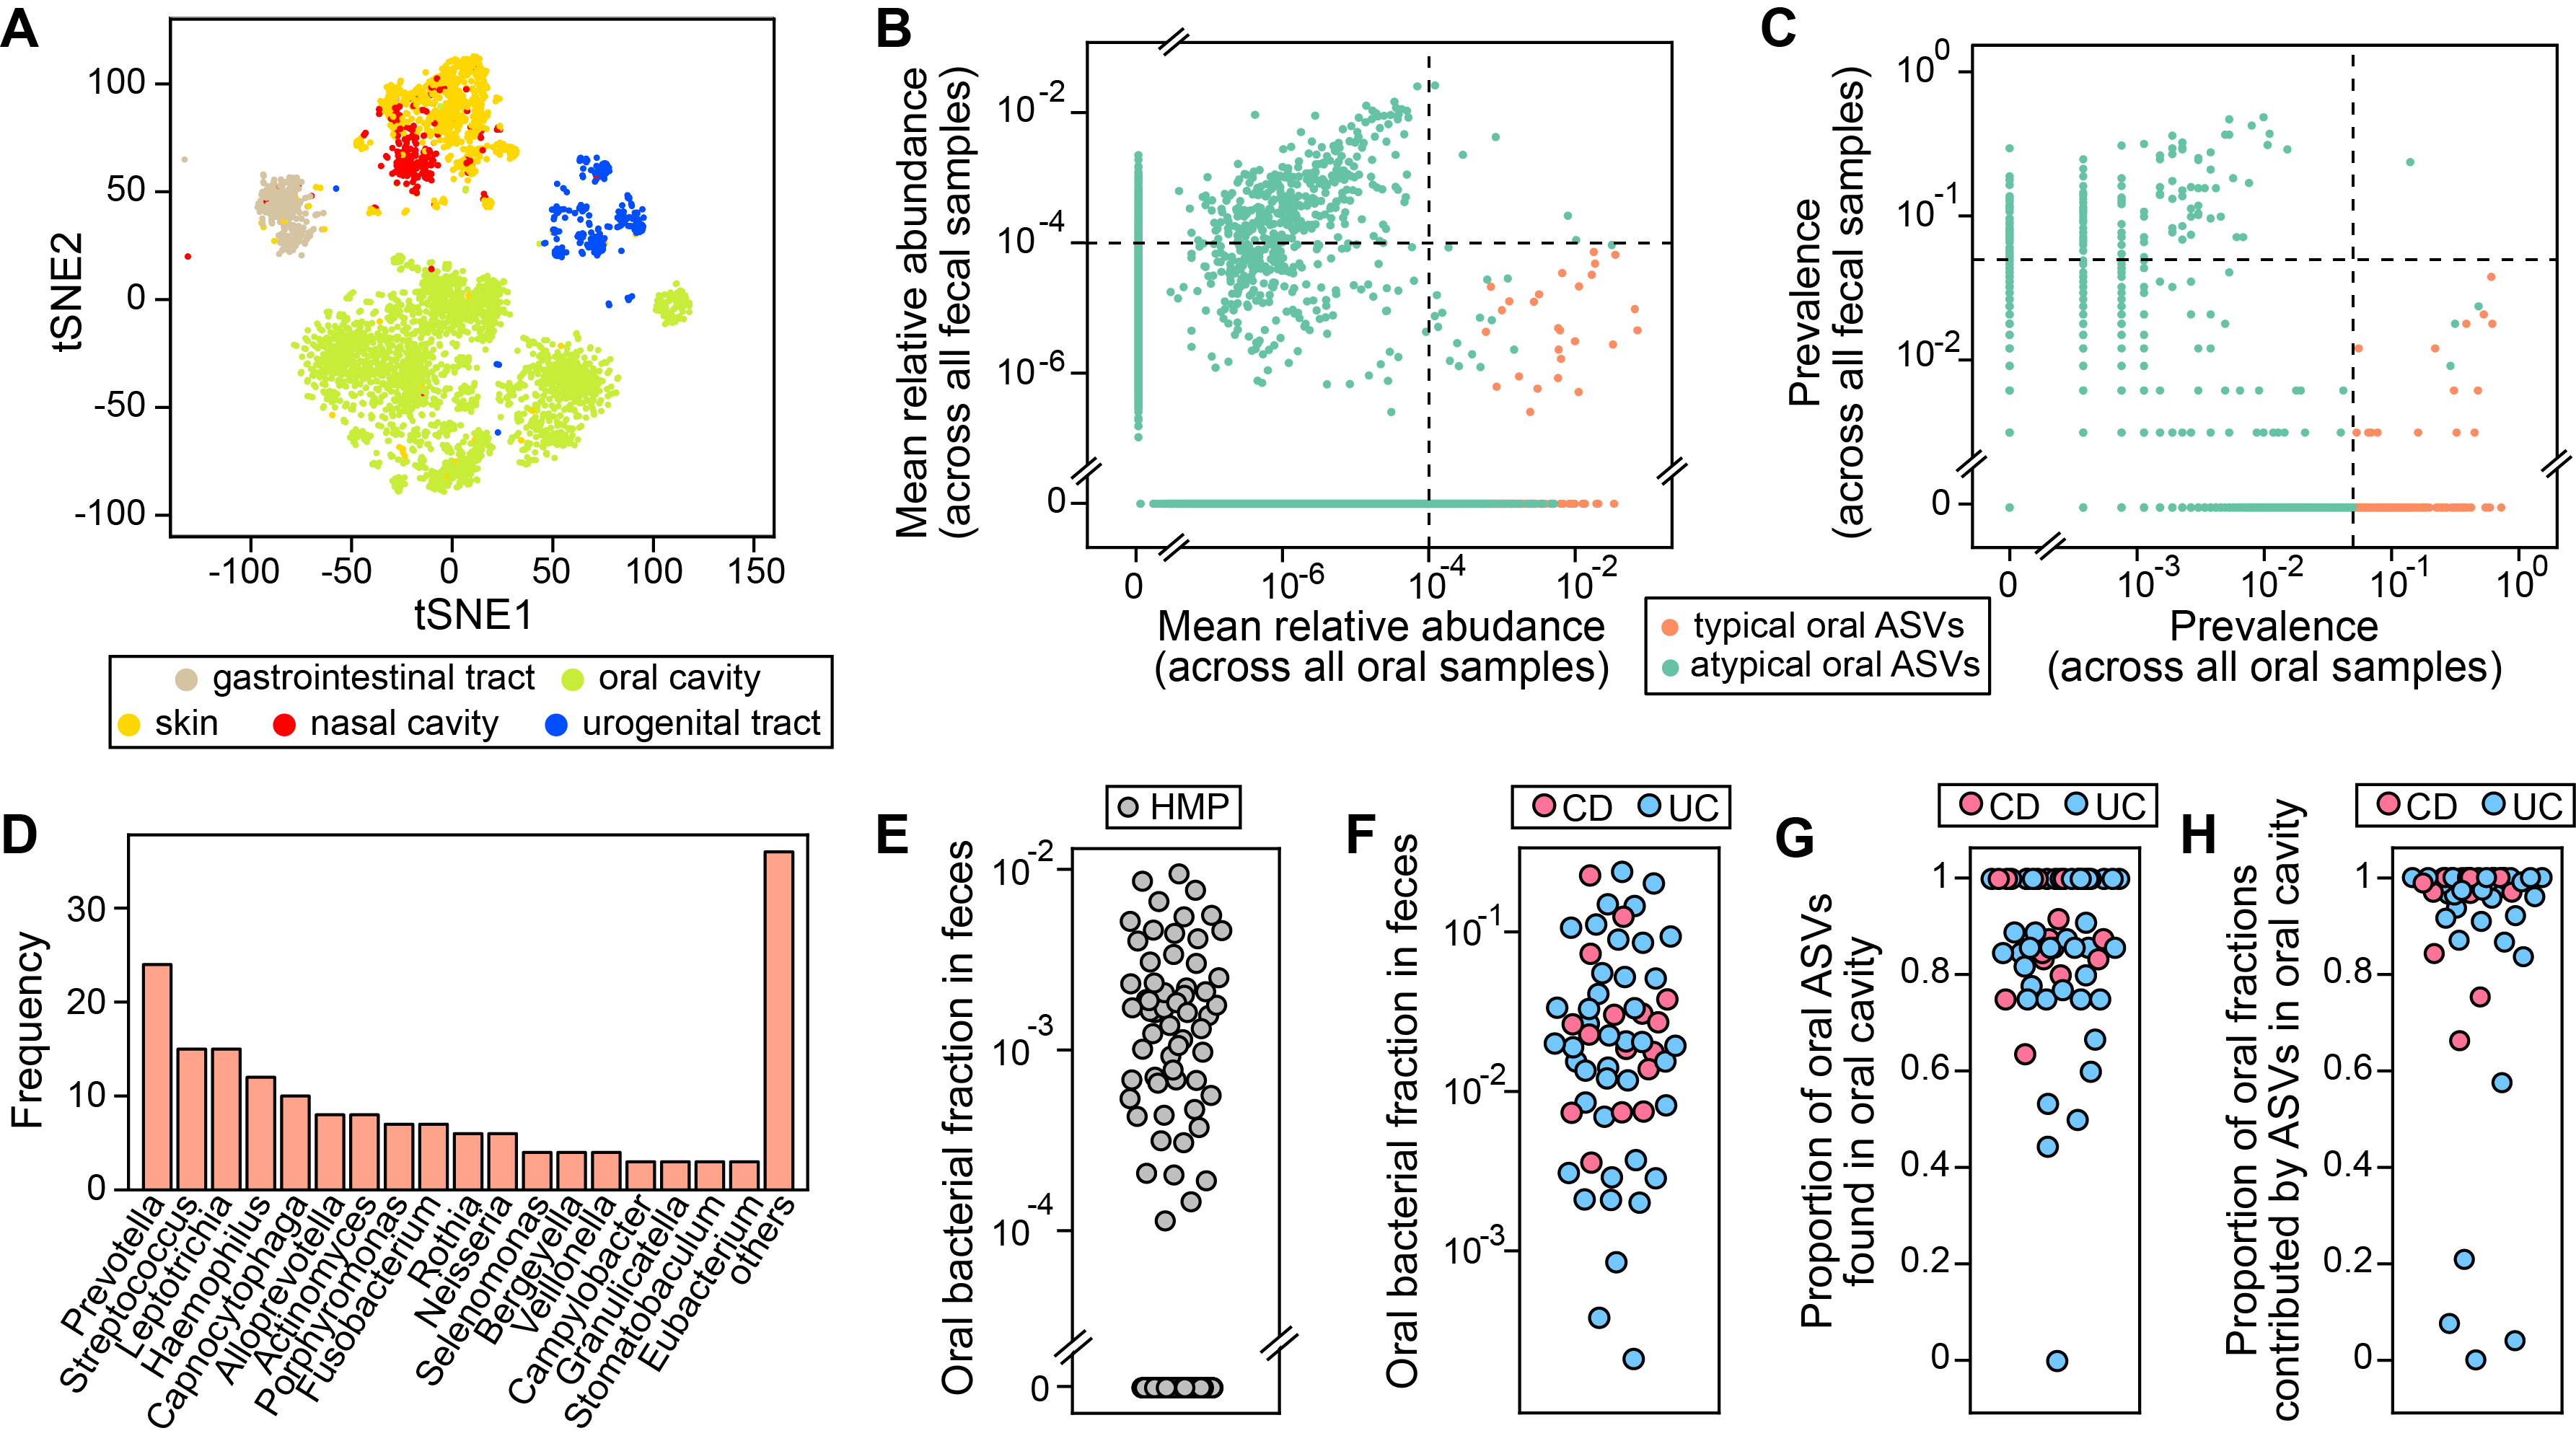 A
tSNE2
100
50
0
-50
-100
-100
-50
0
50
100
150
tSNE1
gastrointestinal tract
oral cavity
skin
nasal cavity
urogenital tract
B
Mean relative abundance
(across all fecal samples)
10-2
10-4
10-6
0
0
10-6
10-4
10-2
Mean relative abudance
(across all oral samples)
typical oral ASVs
atypical oral ASVs
C
Prevalence
(across all fecal samples)
100
10-1
10-2
0
0
10-3
10-2
10-1
100
Prevalence
(across all oral samples)
D
Frequency
30
20
10
0
Prevotella
Streptococcus
Leptotrichia
Haemophilus
Capnocytophaga
Alloprevotella
Actinomyces
Porphyromonas
Fusobacterium
Rothia
Neisseria
Selenomonas
Bergeyella
Veillonella
Campylobacter
Granulicatella
Stomatobaculum
Eubacterium
others
E
HMP
Oral bacterial fraction in feces
10-2
10-3
10-4
0
F
CD
UC
Oral bacterial fraction in feces
10-1
10-2
10-3
G
CD
UC
Proportion of oral ASVs
found in oral cavity
1
0.8
0.6
0.4
0.2
0
H
CD
UC
Proportion of oral fractions
contributed by ASVs in oral cavity
1
0.8
0.6
0.4
0.2
0